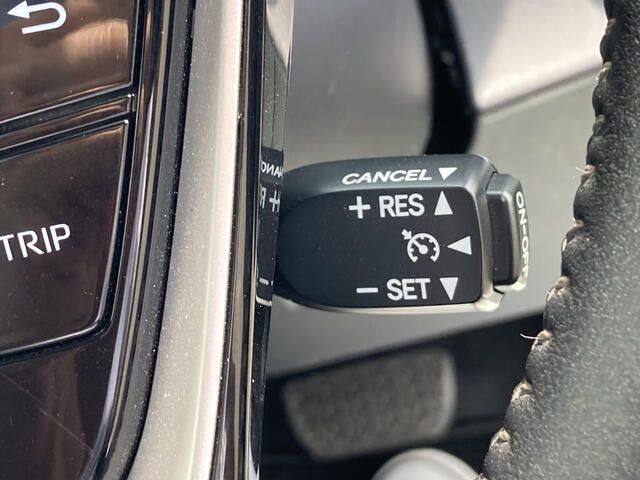 TRIP
CANCEL
+ RES
- SET
ON-OFF